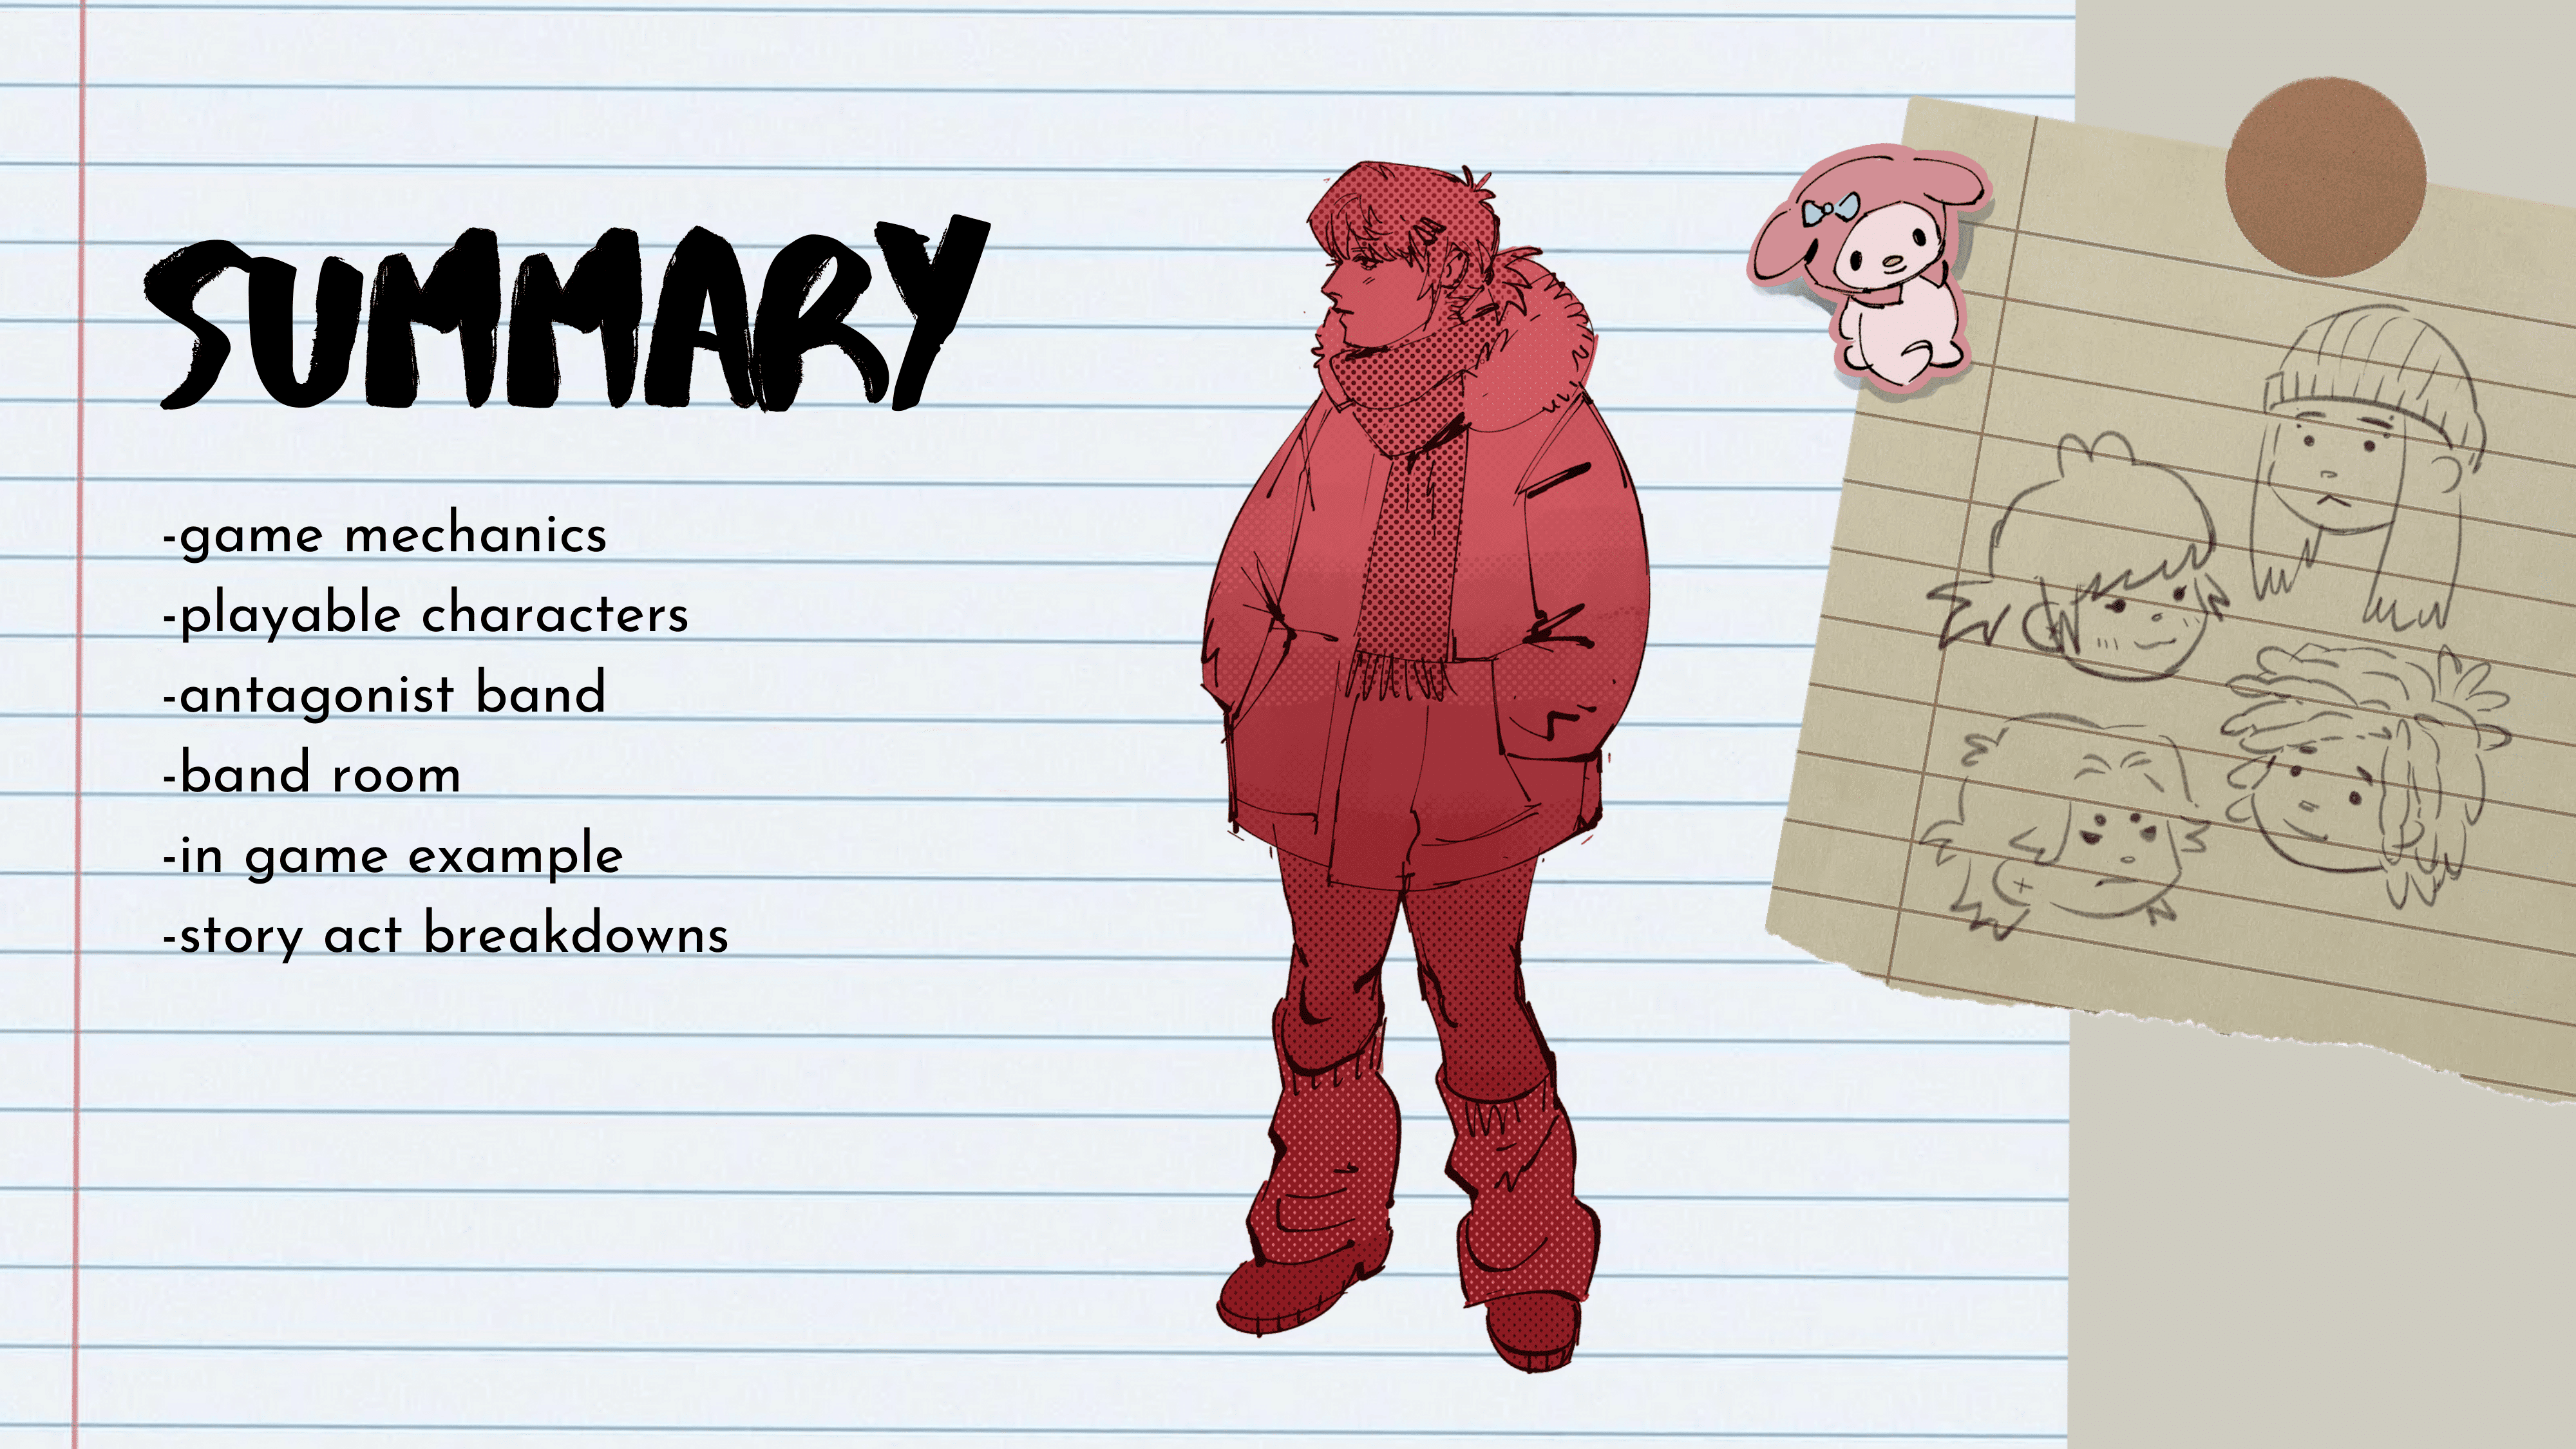 SUMMARY
-game mechanics
-playable characters
-antagonist band
-band room
-in game example
-story act breakdowns